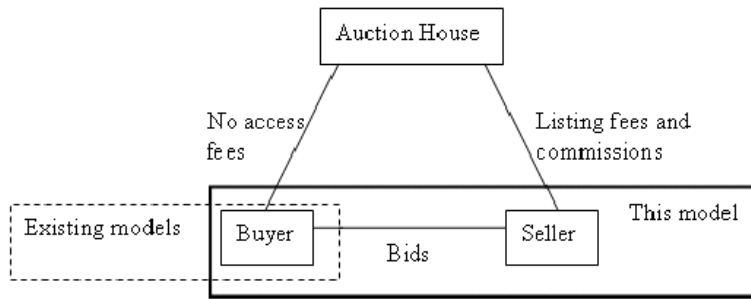 Auction House
No access
fees
Listing fees and
commissions
Existing models
Buyer
Bids
Seller
This model